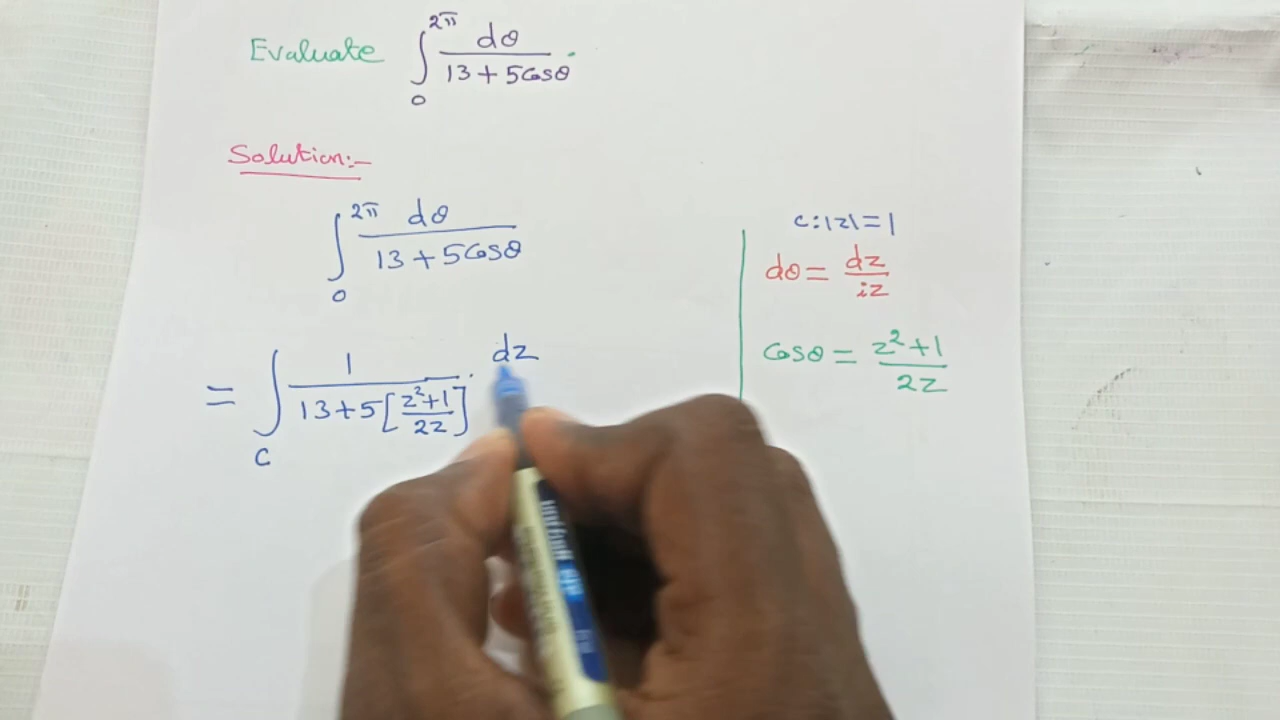 Evaluate ∫₀^2π dθ / (13 + 5Cosθ) .
Solution:-
∫₀^2π dθ / (13 + 5Cosθ)
c:|z|=1
dθ = dz / iz
Cosθ = (z²+1) / 2z
= ∫_C 1 / (13+5[(z²+1)/2z]) . dz